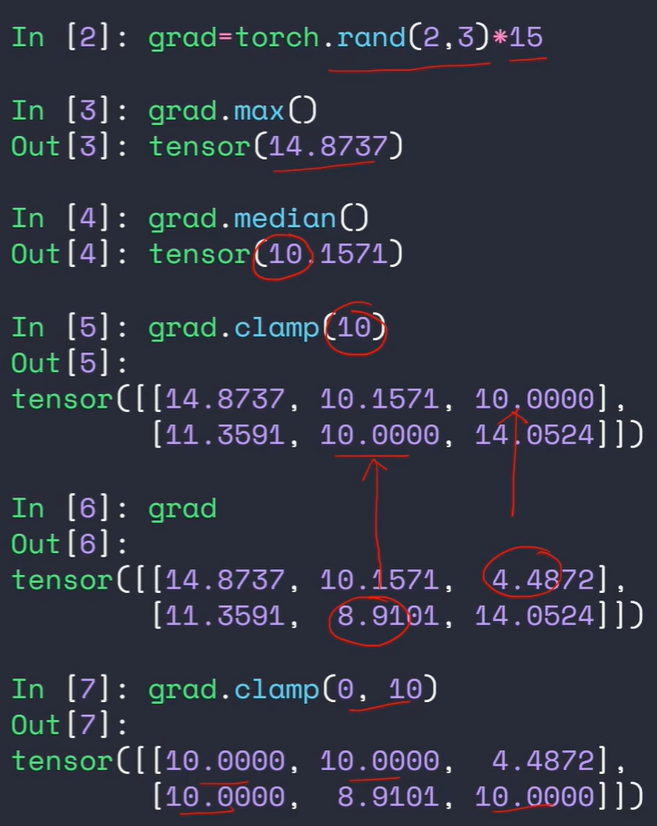 In [2]: grad=torch.rand(2,3)*15
In [3]: grad.max()
Out[3]: tensor(14.8737)
In [4]: grad.median()
Out[4]: tensor(10.1571)
In [5]: grad.clamp(10)
Out[5]:
tensor([[14.8737, 10.1571, 10.0000],
[11.3591, 10.0000, 14.0524]])
In [6]: grad
Out[6]:
tensor([[14.8737, 10.1571, 4.4872],
[11.3591, 8.9101, 14.0524]])
In [7]: grad.clamp(0, 10)
Out[7]:
tensor([[10.0000, 10.0000, 4.4872],
[10.0000, 8.9101, 10.0000]])